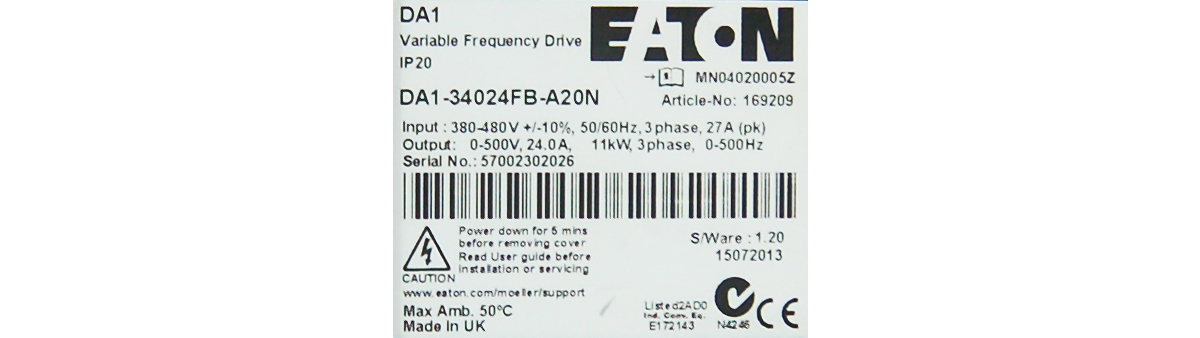 DA1
EATON
Variable Frequency Drive
IP20
MN04020005Z
DA1-34024FB-A20N
Article-No: 169209
Input : 380-480V +/-10%, 50/60Hz, 3 phase, 27A (pk)
Output: 0-500V, 24.0A, 11kW, 3 phase, 0-500Hz
Serial No.: 57002302026
Power down for 5 mins
before removing cover
Read User guide before
installation or servicing
CAUTION
S/Ware : 1.20
15072013
www.eaton.com/moeller/support
Max Amb. 50°C
Made In UK
Listed 2AD0
Ind. Conv. Eq.
E172143
N4246
CE